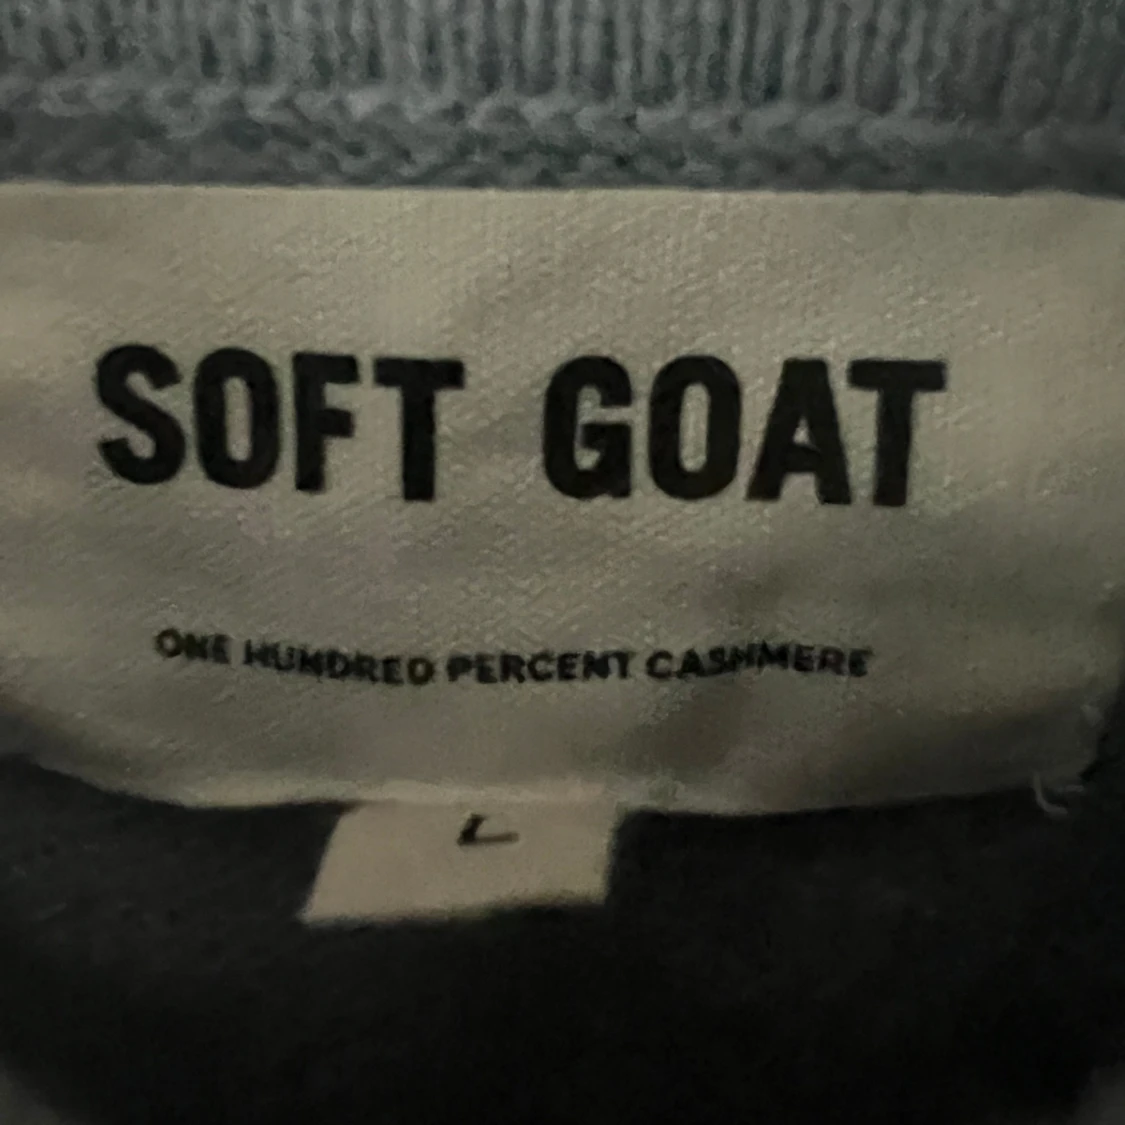 SOFT GOAT
ONE HUNDRED PERCENT CASHMERE
L